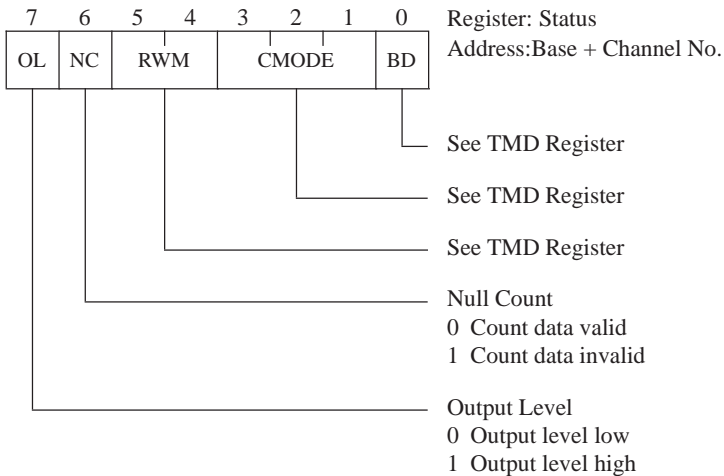 7 6 5 4 3 2 1 0
OL NC RWM CMODE BD
Register: Status
Address:Base + Channel No.
See TMD Register
See TMD Register
See TMD Register
Null Count
0 Count data valid
1 Count data invalid
Output Level
0 Output level low
1 Output level high